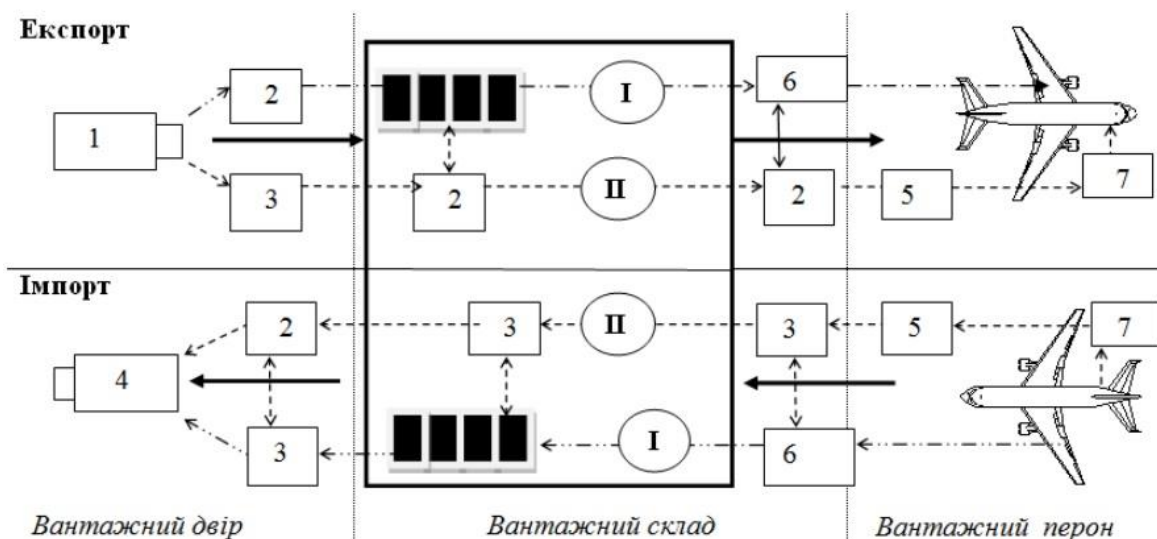 Експорт
2 I 6
1
3 2 II 2 5 7
Імпорт
2 3 II 3 5 7
4
3 I 6
Вантажний двір Вантажний склад Вантажний перон